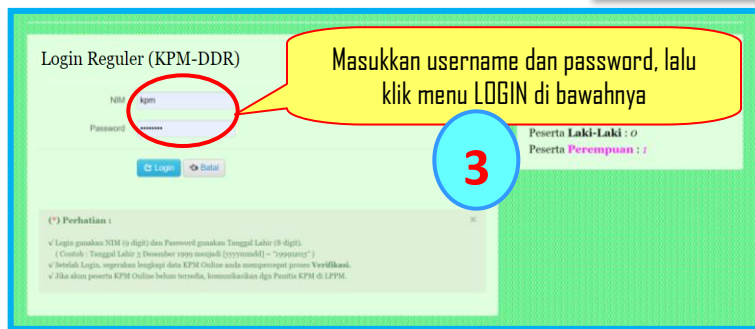 Login Reguler (KPM-DDR)
Masukkan username dan password, lalu
klik menu LOGIN di bawahnya
NIM kpm
Password ••••••••
Login Batal
3
Peserta Laki-Laki : 0
Peserta Perempuan : 1
(*) Perhatian : ×
√ Login gunakan NIM (9 digit) dan Password gunakan Tanggal Lahir (8 digit).
( Contoh : Tanggal Lahir 3 Desember 1999 menjadi [yyyymmdd] = "19991203" )
√ Setelah Login, segerakan lengkapi data KPM Online anda mempercepat proses Verifikasi.
√ Jika akun peserta KPM Online belum tersedia, komunikasikan dgn Panitia KPM di LPPM.